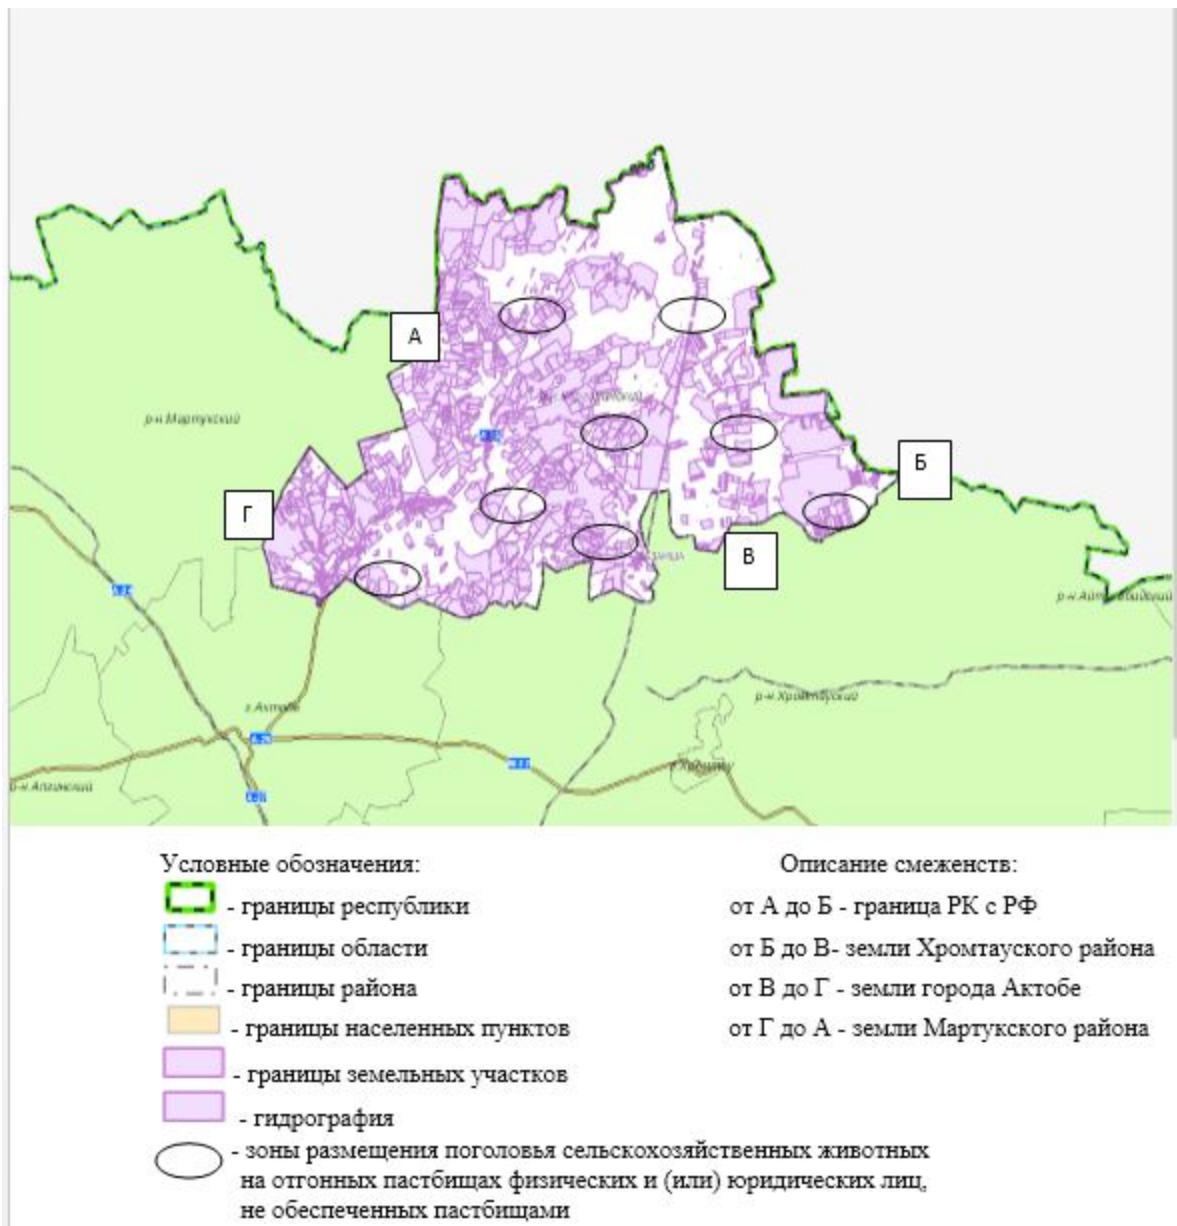 А
р-н Мартукский
Б
Г
В
р-н Хромтауский
г.Актобе
р-н Алгинский
Условные обозначения:
- границы республики
- границы области
- границы района
- границы населенных пунктов
- границы земельных участков
- гидрография
- зоны размещения поголовья сельскохозяйственных животных
на отгонных пастбищах физических и (или) юридических лиц,
не обеспеченных пастбищами
Описание смеженств:
от А до Б - граница РК с РФ
от Б до В- земли Хромтауского района
от В до Г - земли города Актобе
от Г до А - земли Мартукского района